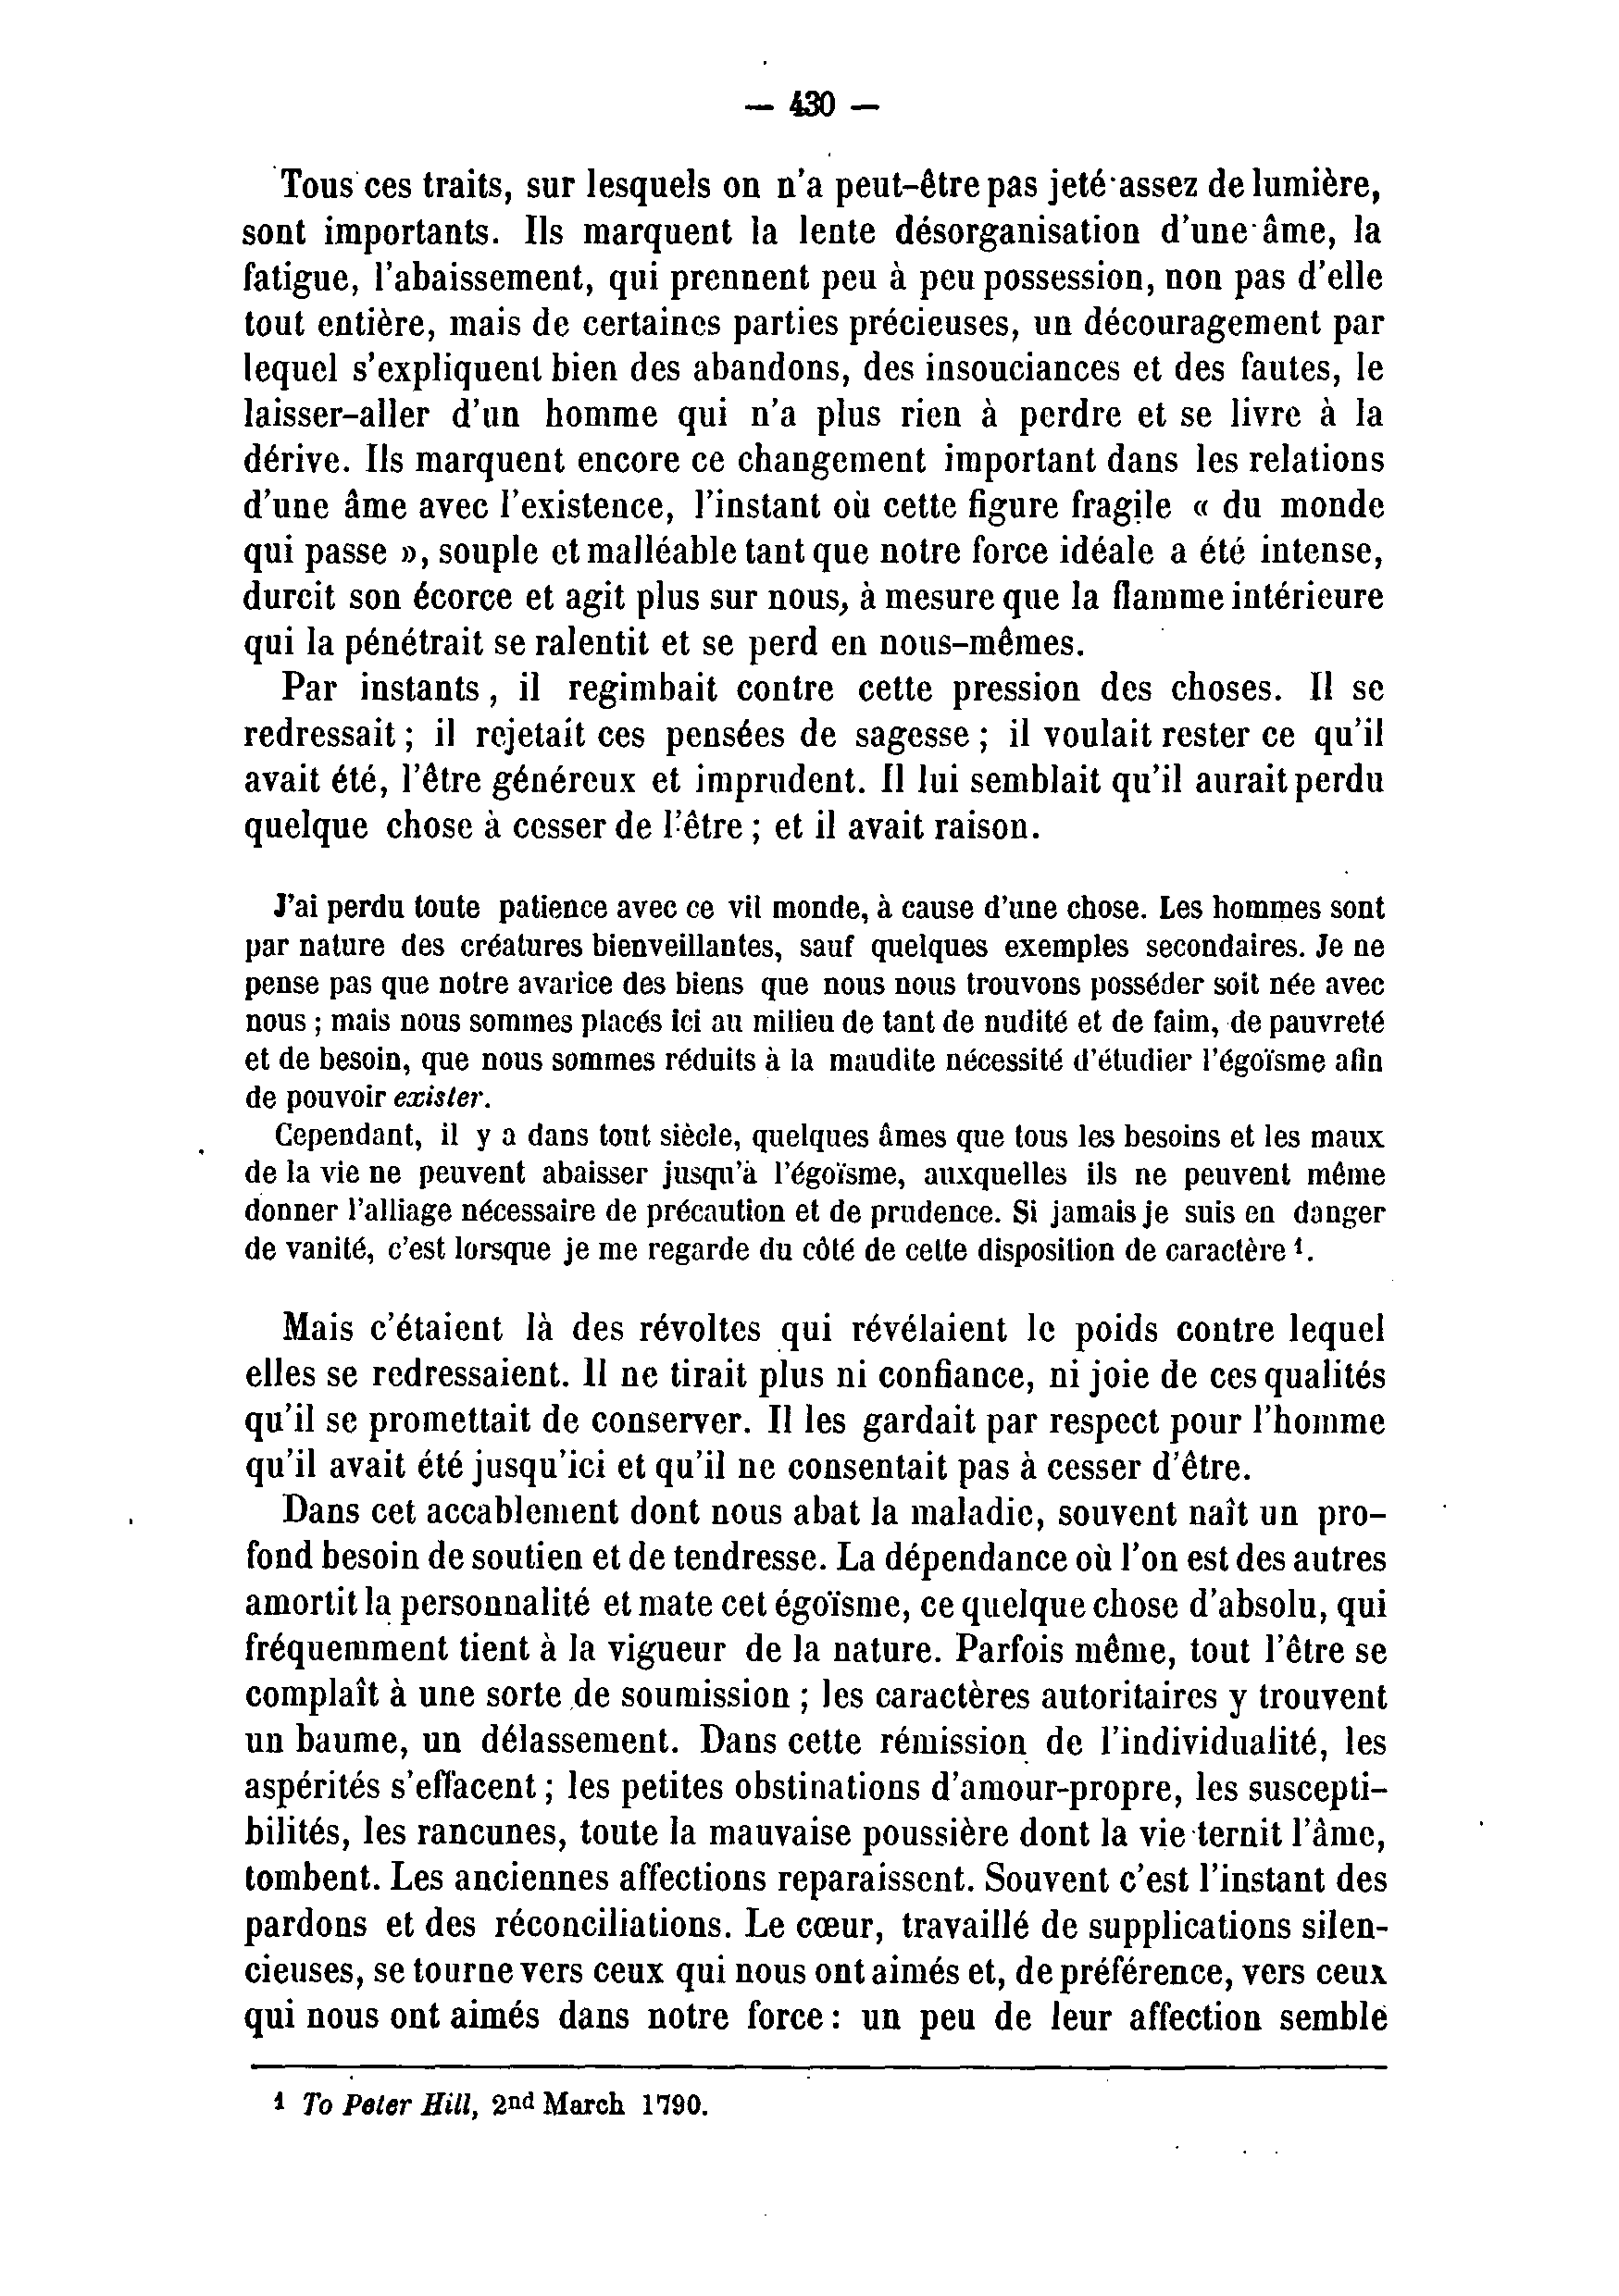 — 430 —
Tous ces traits, sur lesquels on n'a peut-être pas jeté assez de lumière,
sont importants. Ils marquent la lente désorganisation d'une âme, la
fatigue, l'abaissement, qui prennent peu à peu possession, non pas d'elle
tout entière, mais de certaines parties précieuses, un découragement par
lequel s'expliquent bien des abandons, des insouciances et des fautes, le
laisser-aller d'un homme qui n'a plus rien à perdre et se livre à la
dérive. Ils marquent encore ce changement important dans les relations
d'une âme avec l'existence, l'instant où cette figure fragile « du monde
qui passe », souple et malléable tant que notre force idéale a été intense,
durcit son écorce et agit plus sur nous, à mesure que la flamme intérieure
qui la pénétrait se ralentit et se perd en nous-mêmes.
Par instants, il regimbait contre cette pression des choses. Il se
redressait ; il rejetait ces pensées de sagesse ; il voulait rester ce qu'il
avait été, l'être généreux et imprudent. Il lui semblait qu'il aurait perdu
quelque chose à cesser de l'être ; et il avait raison.
J'ai perdu toute patience avec ce vil monde, à cause d'une chose. Les hommes sont
par nature des créatures bienveillantes, sauf quelques exemples secondaires. Je ne
pense pas que notre avarice des biens que nous nous trouvons posséder soit née avec
nous ; mais nous sommes placés ici au milieu de tant de nudité et de faim, de pauvreté
et de besoin, que nous sommes réduits à la maudite nécessité d'étudier l'égoïsme afin
de pouvoir exister.
Cependant, il y a dans tout siècle, quelques âmes que tous les besoins et les maux
de la vie ne peuvent abaisser jusqu'à l'égoïsme, auxquelles ils ne peuvent même
donner l'alliage nécessaire de précaution et de prudence. Si jamais je suis en danger
de vanité, c'est lorsque je me regarde du côté de cette disposition de caractère 1.
Mais c'étaient là des révoltes qui révélaient le poids contre lequel
elles se redressaient. Il ne tirait plus ni confiance, ni joie de ces qualités
qu'il se promettait de conserver. Il les gardait par respect pour l'homme
qu'il avait été jusqu'ici et qu'il ne consentait pas à cesser d'être.
Dans cet accablement dont nous abat la maladie, souvent naît un pro-
fond besoin de soutien et de tendresse. La dépendance où l'on est des autres
amortit la personnalité et mate cet égoïsme, ce quelque chose d'absolu, qui
fréquemment tient à la vigueur de la nature. Parfois même, tout l'être se
complaît à une sorte de soumission ; les caractères autoritaires y trouvent
un baume, un délassement. Dans cette rémission de l'individualité, les
aspérités s'effacent ; les petites obstinations d'amour-propre, les suscepti-
bilités, les rancunes, toute la mauvaise poussière dont la vie ternit l'âme,
tombent. Les anciennes affections reparaissent. Souvent c'est l'instant des
pardons et des réconciliations. Le cœur, travaillé de supplications silen-
cieuses, se tourne vers ceux qui nous ont aimés et, de préférence, vers ceux
qui nous ont aimés dans notre force : un peu de leur affection semble
1 To Peter Hill, 2nd March 1790.